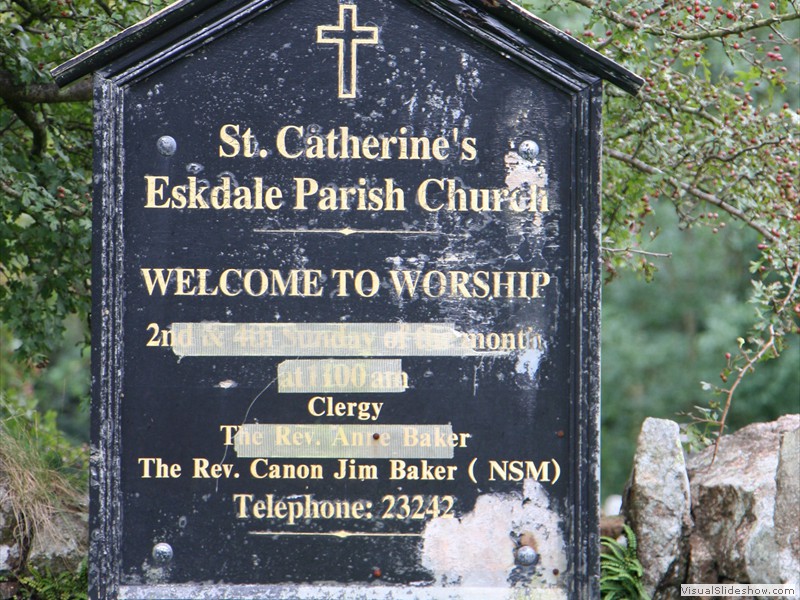 St. Catherine's
Eskdale Parish Church
WELCOME TO WORSHIP
2nd & 4th Sunday of the month
at 11:00 am
Clergy
The Rev. Anne Baker
The Rev. Canon Jim Baker ( NSM)
Telephone: 23242
VisualSlideshow.com